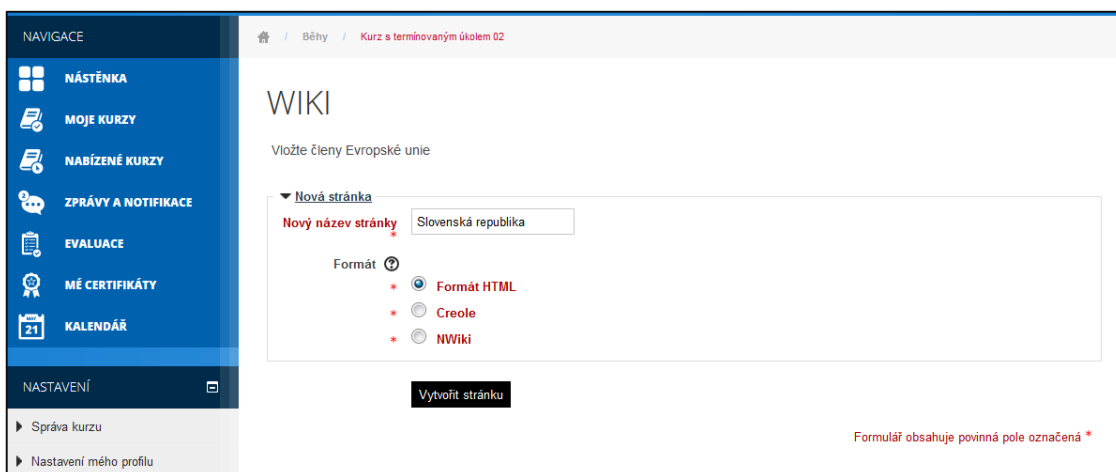 NAVIGACE
NÁSTĚNKA
MOJE KURZY
NABÍZENÉ KURZY
2
ZPRÁVY A NOTIFIKACE
EVALUACE
MÉ CERTIFIKÁTY
21
KALENDÁŘ
NASTAVENÍ
Správa kurzu
Nastavení mého profilu
/ Běhy / Kurz s termínovaným úkolem 02
WIKI
Vložte členy Evropské unie
Nová stránka
Nový název stránky * Slovenská republika
Formát ?
* Formát HTML
* Creole
* NWiki
Vytvořit stránku
Formulář obsahuje povinná pole označená *